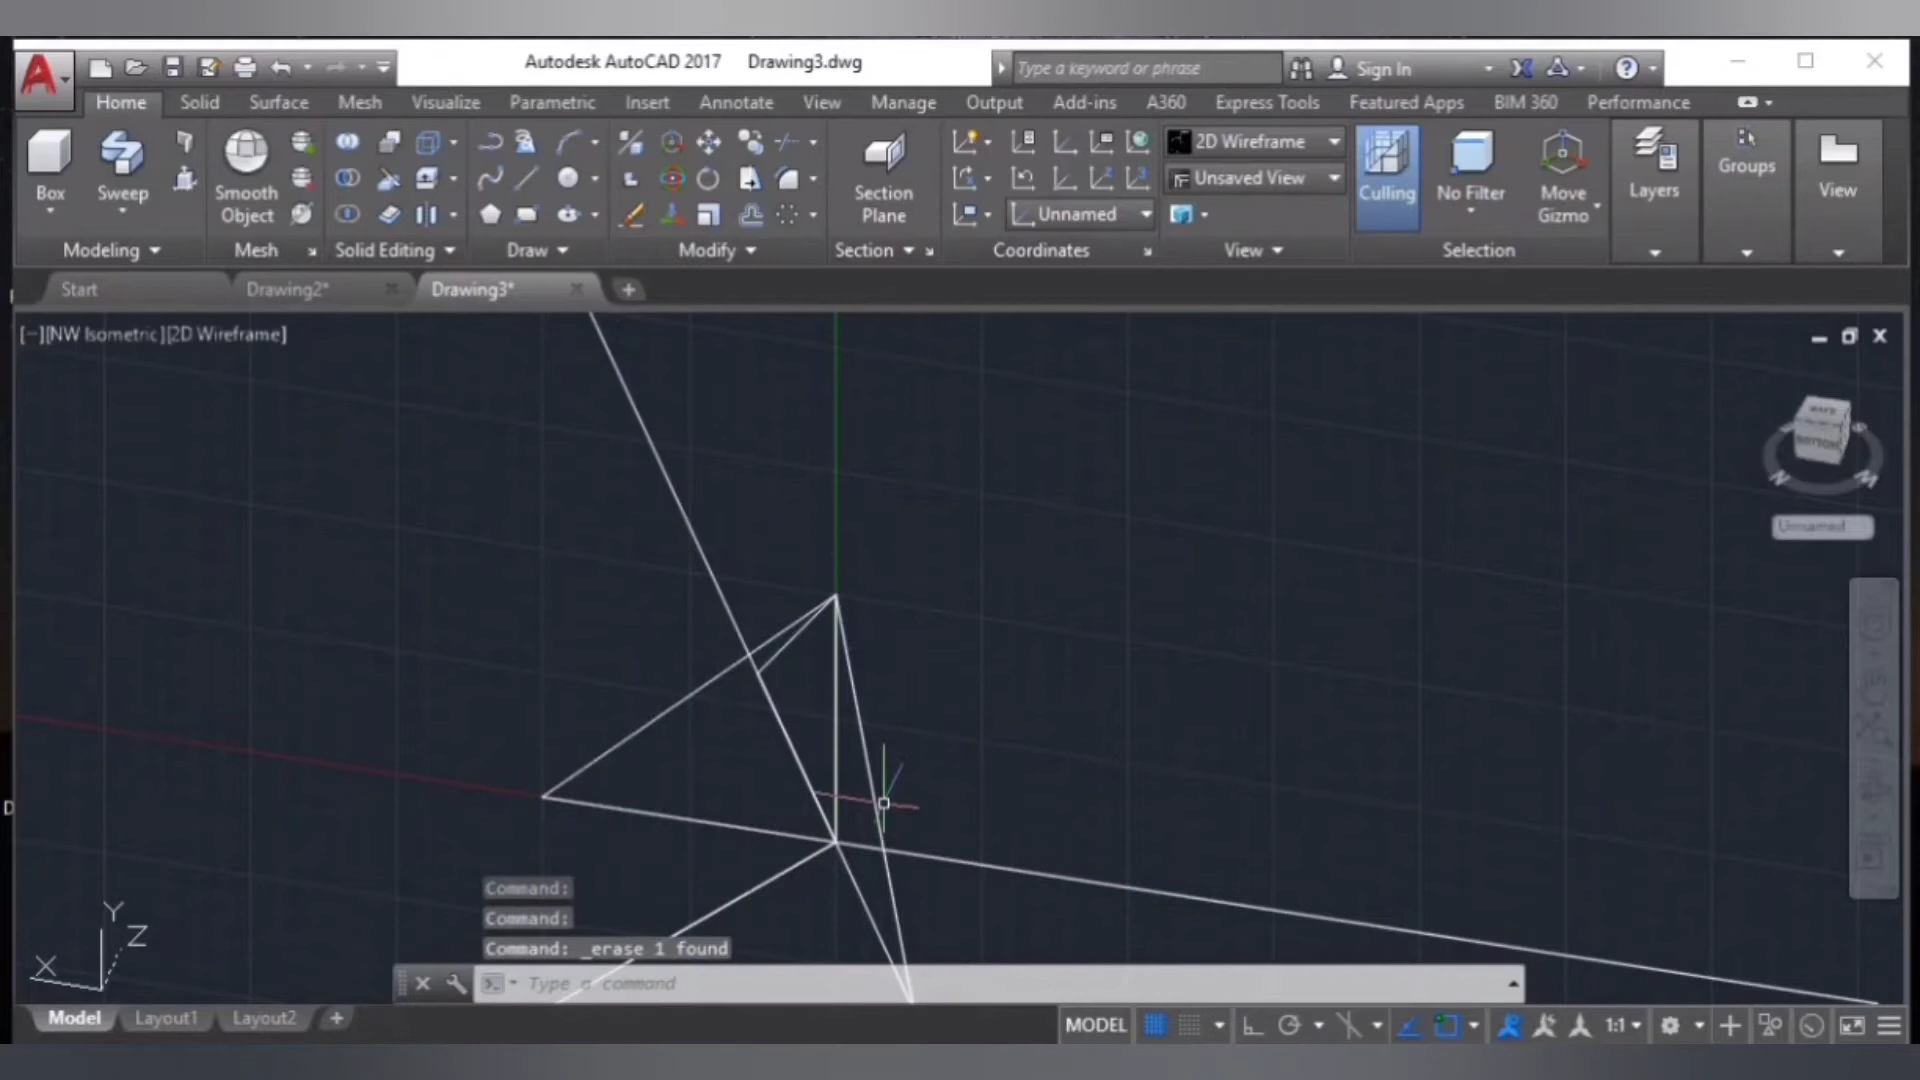 Autodesk AutoCAD 2017 Drawing3.dwg
Type a keyword or phrase
Sign In
Home Solid Surface Mesh Visualize Parametric Insert Annotate View Manage Output Add-ins A360 Express Tools Featured Apps BIM 360 Performance
Box
Sweep
Smooth
Object
Section
Plane
2D Wireframe
Unsaved View
Unnamed
Culling
No Filter
Move
Gizmo
Layers
Groups
View
Modeling Mesh Solid Editing Draw Modify Section Coordinates View Selection
Start Drawing2* Drawing3*
[−][NW Isometric][2D Wireframe]
BOTTOM
Unnamed
Y
Z
X
D
Command:
Command:
Command: _erase 1 found
Type a command
Model Layout1 Layout2
MODEL 1:1